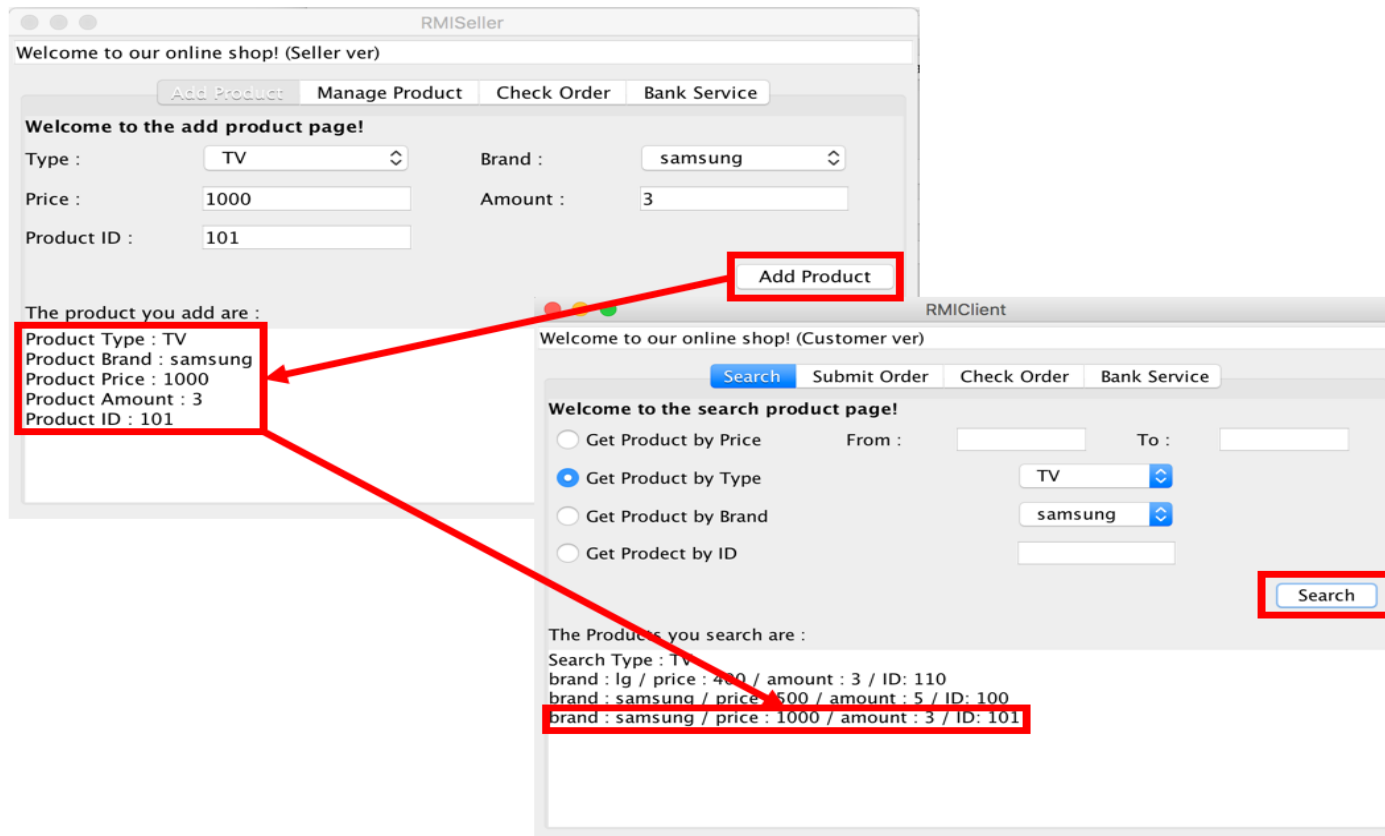 RMISeller
Welcome to our online shop! (Seller ver)
Add Product Manage Product Check Order Bank Service
Welcome to the add product page!
Type : TV Brand : samsung
Price : 1000 Amount : 3
Product ID : 101
Add Product
The product you add are :
Product Type : TV
Product Brand : samsung
Product Price : 1000
Product Amount : 3
Product ID : 101
RMIClient
Welcome to our online shop! (Customer ver)
Search Submit Order Check Order Bank Service
Welcome to the search product page!
Get Product by Price From : To :
Get Product by Type TV
Get Product by Brand samsung
Get Prodect by ID
Search
The Products you search are :
Search Type : TV
brand : lg / price : 400 / amount : 3 / ID: 110
brand : samsung / price : 500 / amount : 5 / ID: 100
brand : samsung / price : 1000 / amount : 3 / ID: 101